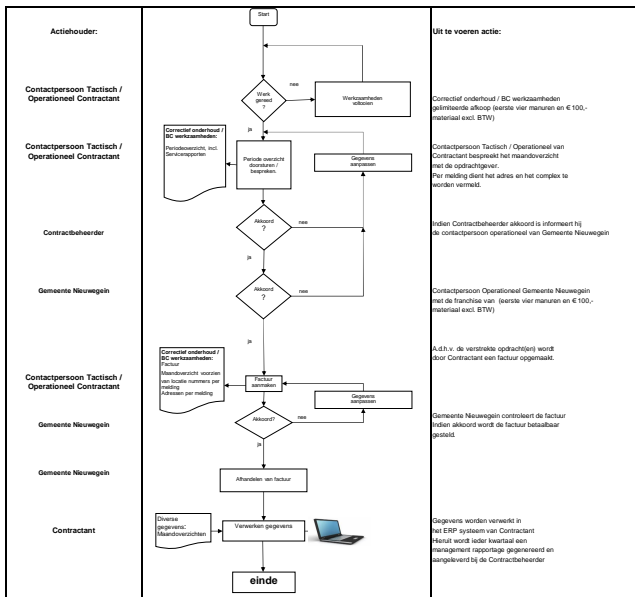 Actiehouder:
Start
Uit te voeren actie:
Contactpersoon Tactisch /
Operationeel Contractant
Werk
gereed
?
nee
Werkzaamheden
voltooien
Correctief onderhoud / BC werkzaamheden
gelimiteerde afkoop (eerste vier manuren en € 100,-
materiaal excl. BTW)
ja
Contactpersoon Tactisch /
Operationeel Contractant
Correctief onderhoud /
BC werkzaamheden:
Periodeoverzicht, incl.
Servicerapporten
Periode overzicht
doorsturen /
bespreken.
Gegevens
aanpassen
Contactpersoon Tactisch / Operationeel van
Contractant bespreekt het maandoverzicht
met de opdrachtgever.
Per melding dient het adres en het complex te
worden vermeld.
Contractbeheerder
Akkoord
?
nee
Indien Contractbeheerder akkoord is informeert hij
de contactpersoon operationeel van Gemeente Nieuwegein
ja
Gemeente Nieuwegein
Akkoord
?
nee
Contactpersoon Operationeel Gemeente Nieuwegein
met de franchise van (eerste vier manuren en € 100,-
materiaal excl. BTW)
ja
A.d.h.v. de verstrekte opdracht(en) wordt
door Contractant een factuur opgemaakt.
Contactpersoon Tactisch /
Operationeel Contractant
Correctief onderhoud /
BC werkzaamheden:
Factuur
Maandoverzicht voorzien
van locatie nummers per
melding
Adressen per melding
Factuur
aanmaken
Gegevens
aanpassen
Gemeente Nieuwegein
Akkoord?
nee
Gemeente Nieuwegein controleert de factuur
Indien akkoord wordt de factuur betaalbaar
gesteld.
ja
Gemeente Nieuwegein
Afhandelen van factuur
Contractant
Diverse
gegevens:
Maandoverzichten
Verwerken gegevens
Gegevens worden verwerkt in
het ERP systeem van Contractant
Hieruit wordt ieder kwartaal een
management rapportage gegenereerd en
aangeleverd bij de Contractbeheerder
einde